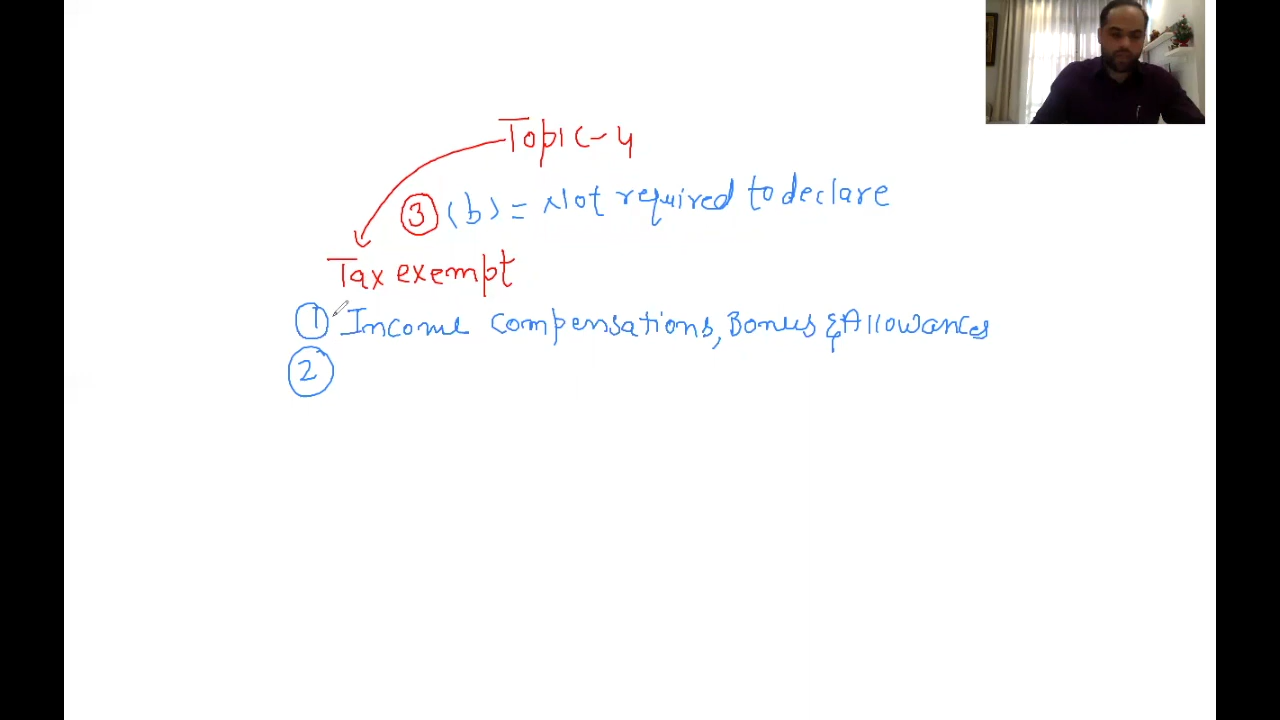 Topic-4
③ (b) = Not required to declare
Tax exempt
① Income compensations, Bonus & Allowances
②